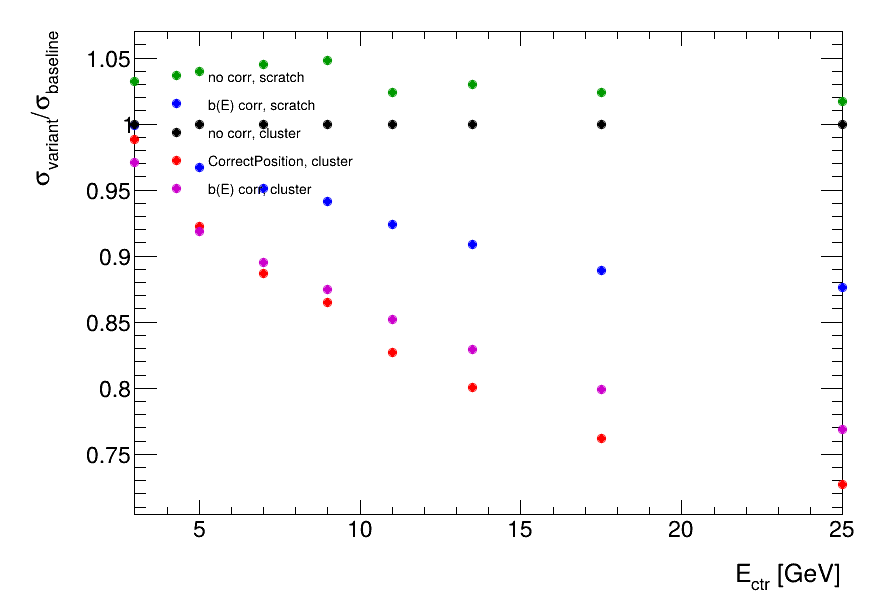 σvariant/σbaseline
1.05
1
0.95
0.9
0.85
0.8
0.75
no corr, scratch
b(E) corr, scratch
no corr, cluster
CorrectPosition, cluster
b(E) corr, cluster
5 10 15 20 25
Ectr [GeV]